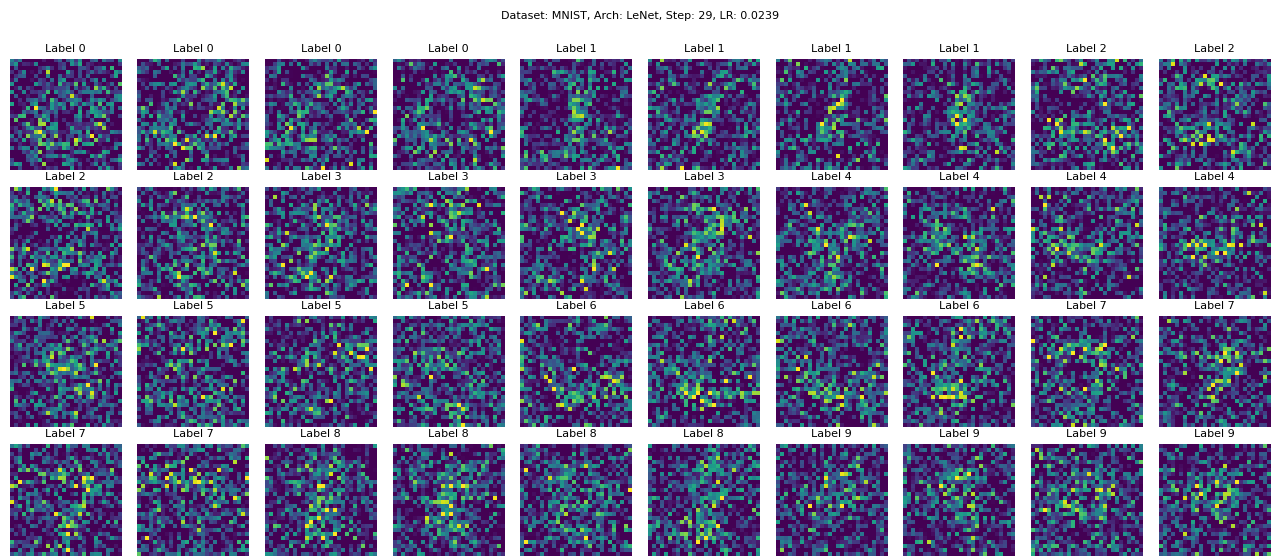 Dataset: MNIST, Arch: LeNet, Step: 29, LR: 0.0239
Label 0 Label 0 Label 0 Label 0 Label 1 Label 1 Label 1 Label 1 Label 2 Label 2
Label 2 Label 2 Label 3 Label 3 Label 3 Label 3 Label 4 Label 4 Label 4 Label 4
Label 5 Label 5 Label 5 Label 5 Label 6 Label 6 Label 6 Label 6 Label 7 Label 7
Label 7 Label 7 Label 8 Label 8 Label 8 Label 8 Label 9 Label 9 Label 9 Label 9